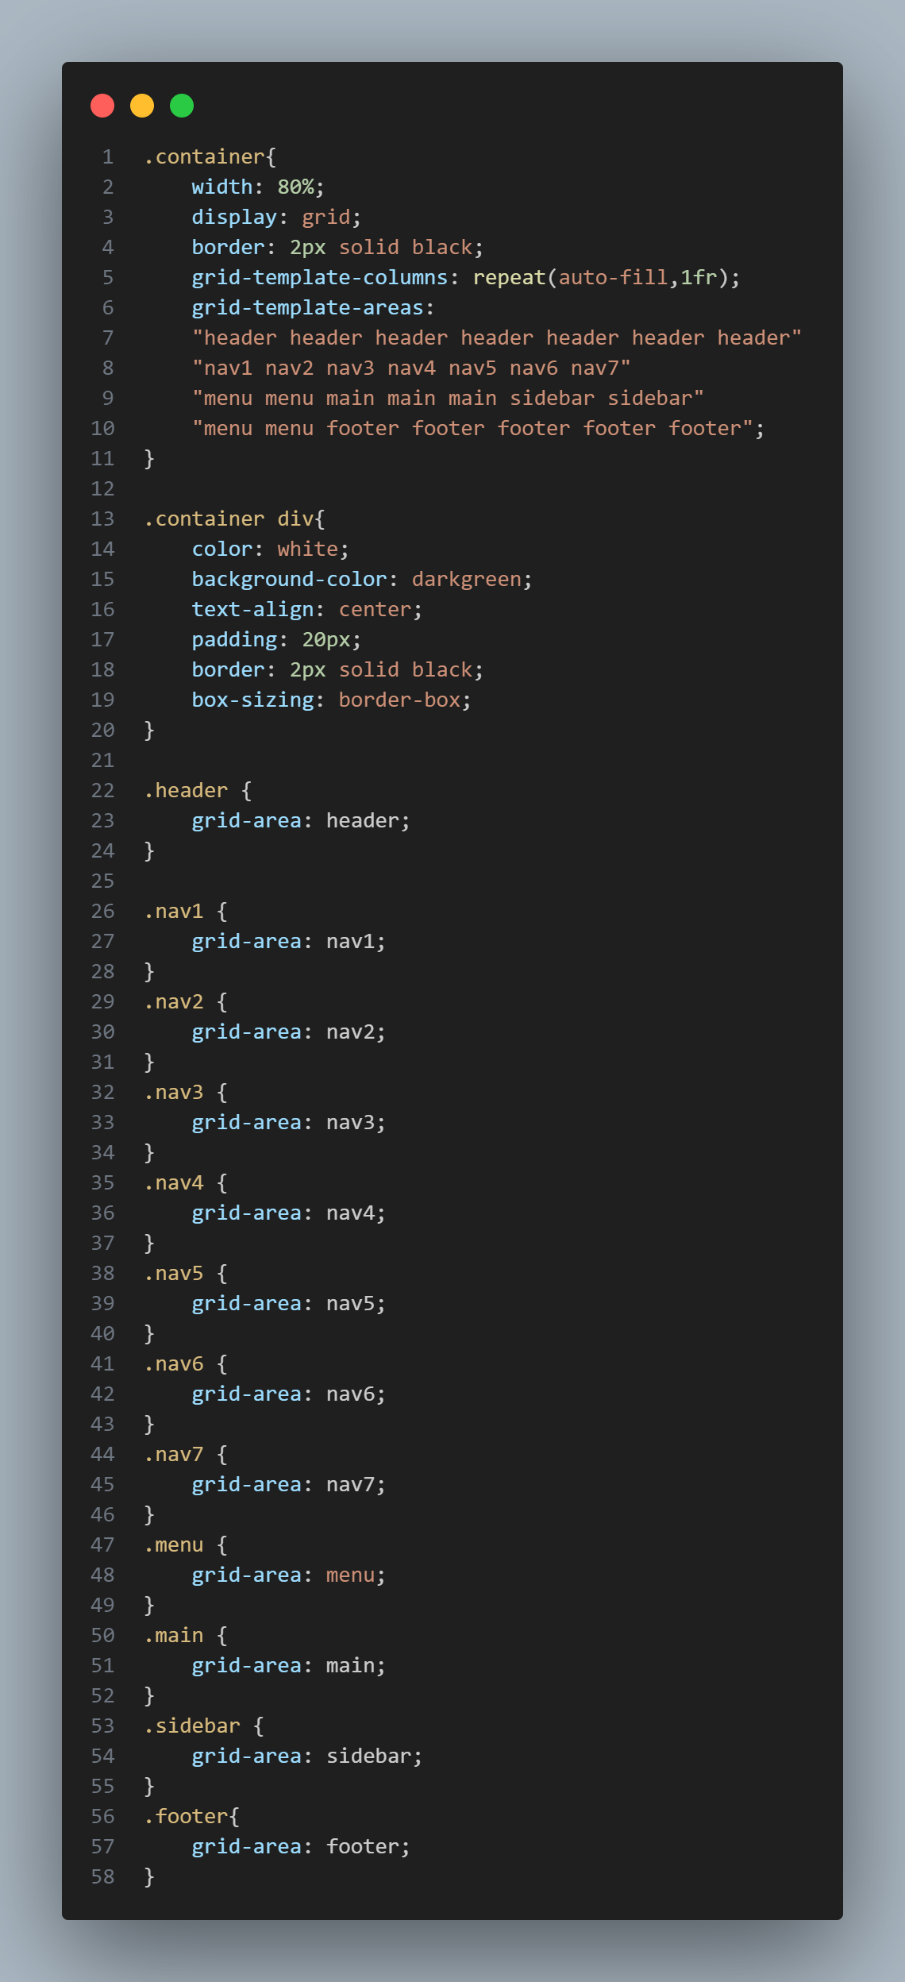 1 .container{
2     width: 80%;
3     display: grid;
4     border: 2px solid black;
5     grid-template-columns: repeat(auto-fill,1fr);
6     grid-template-areas:
7     "header header header header header header header"
8     "nav1 nav2 nav3 nav4 nav5 nav6 nav7"
9     "menu menu main main main sidebar sidebar"
10     "menu menu footer footer footer footer footer";
11 }
12
13 .container div{
14     color: white;
15     background-color: darkgreen;
16     text-align: center;
17     padding: 20px;
18     border: 2px solid black;
19     box-sizing: border-box;
20 }
21
22 .header {
23     grid-area: header;
24 }
25
26 .nav1 {
27     grid-area: nav1;
28 }
29 .nav2 {
30     grid-area: nav2;
31 }
32 .nav3 {
33     grid-area: nav3;
34 }
35 .nav4 {
36     grid-area: nav4;
37 }
38 .nav5 {
39     grid-area: nav5;
40 }
41 .nav6 {
42     grid-area: nav6;
43 }
44 .nav7 {
45     grid-area: nav7;
46 }
47 .menu {
48     grid-area: menu;
49 }
50 .main {
51     grid-area: main;
52 }
53 .sidebar {
54     grid-area: sidebar;
55 }
56 .footer{
57     grid-area: footer;
58 }